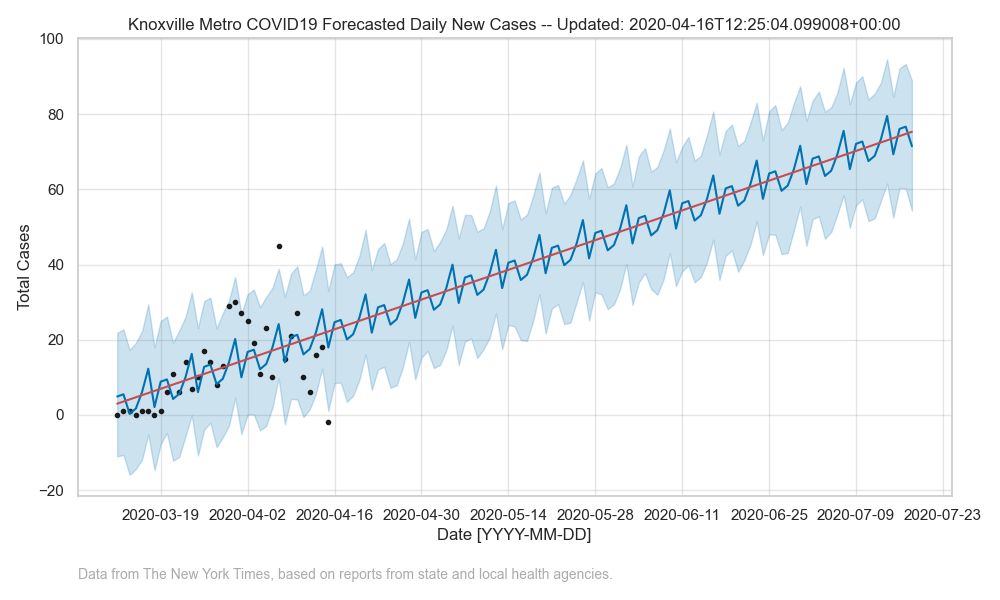 Knoxville Metro COVID19 Forecasted Daily New Cases -- Updated: 2020-04-16T12:25:04.099008+00:00
100
80
60
40
20
0
−20
Total Cases
2020-03-19 2020-04-02 2020-04-16 2020-04-30 2020-05-14 2020-05-28 2020-06-11 2020-06-25 2020-07-09 2020-07-23
Date [YYYY-MM-DD]
Data from The New York Times, based on reports from state and local health agencies.